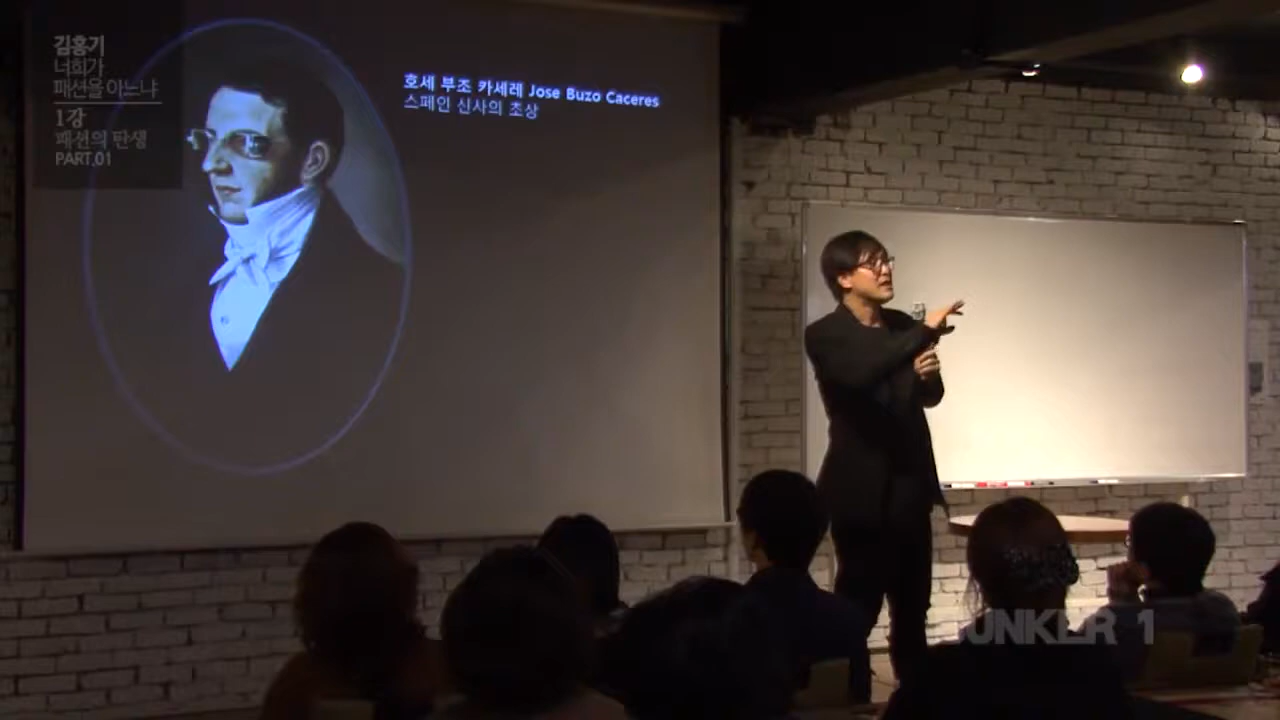 김홍기
너희가
패션을 아느냐
1강
패션의 탄생
PART.01
호세 부조 카세레 Jose Buzo Caceres
스페인 신사의 초상
UNKER 1